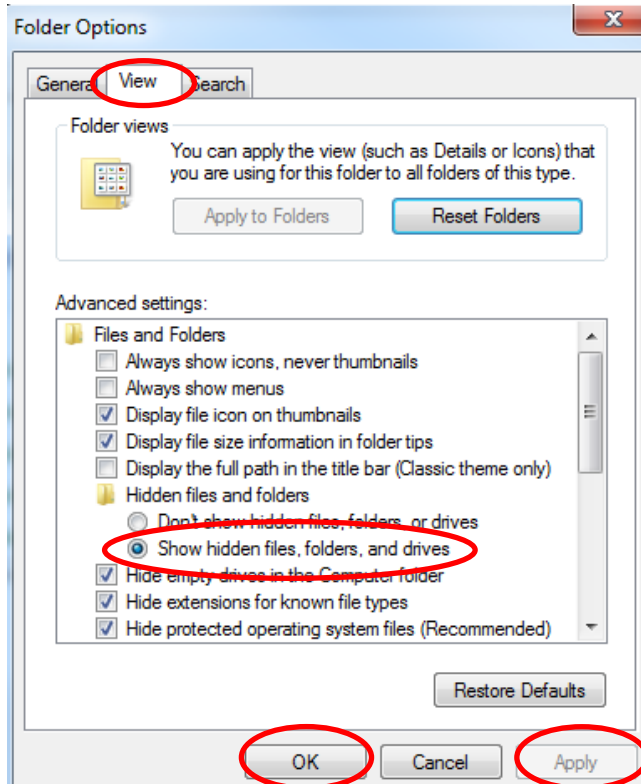 Folder Options
General View Search
Folder views
You can apply the view (such as Details or Icons) that
you are using for this folder to all folders of this type.
Apply to Folders Reset Folders
Advanced settings:
Files and Folders
Always show icons, never thumbnails
Always show menus
Display file icon on thumbnails
Display file size information in folder tips
Display the full path in the title bar (Classic theme only)
Hidden files and folders
Don't show hidden files, folders, or drives
Show hidden files, folders, and drives
Hide empty drives in the Computer folder
Hide extensions for known file types
Hide protected operating system files (Recommended)
Restore Defaults
OK Cancel Apply